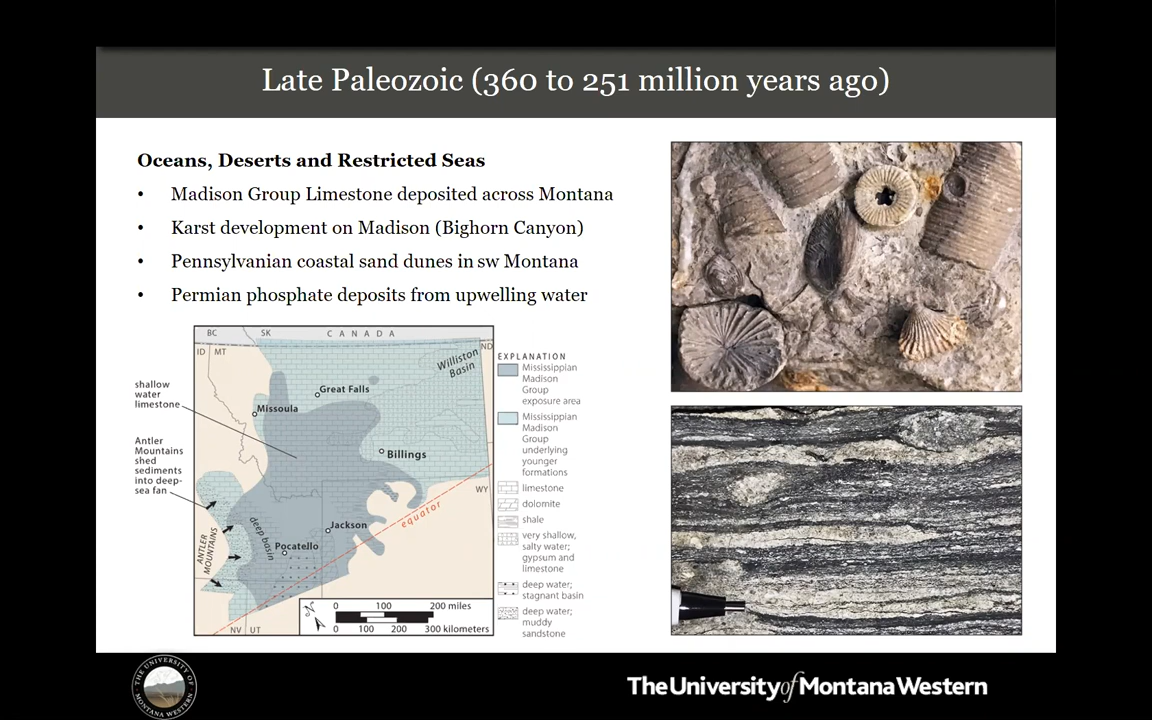 Late Paleozoic (360 to 251 million years ago)
Oceans, Deserts and Restricted Seas
• Madison Group Limestone deposited across Montana
• Karst development on Madison (Bighorn Canyon)
• Pennsylvanian coastal sand dunes in sw Montana
• Permian phosphate deposits from upwelling water
BC SK CANADA
ID MT ND
Williston
Basin
shallow
water
limestone
Great Falls
Missoula
Antler
Mountains
shed
sediments
into deep-
sea fan
Billings
WY
equator
deep basin
Jackson
Pocatello
ANTLER
MOUNTAINS
NV UT
0 100 200 miles
0 100 200 300 kilometers
EXPLANATION
Mississippian
Madison
Group
exposure area
Mississippian
Madison
Group
underlying
younger
formations
limestone
dolomite
shale
very shallow,
salty water;
gypsum and
limestone
deep water;
stagnant basin
deep water;
muddy
sandstone
THE UNIVERSITY OF
MONTANA WESTERN
The University of Montana Western